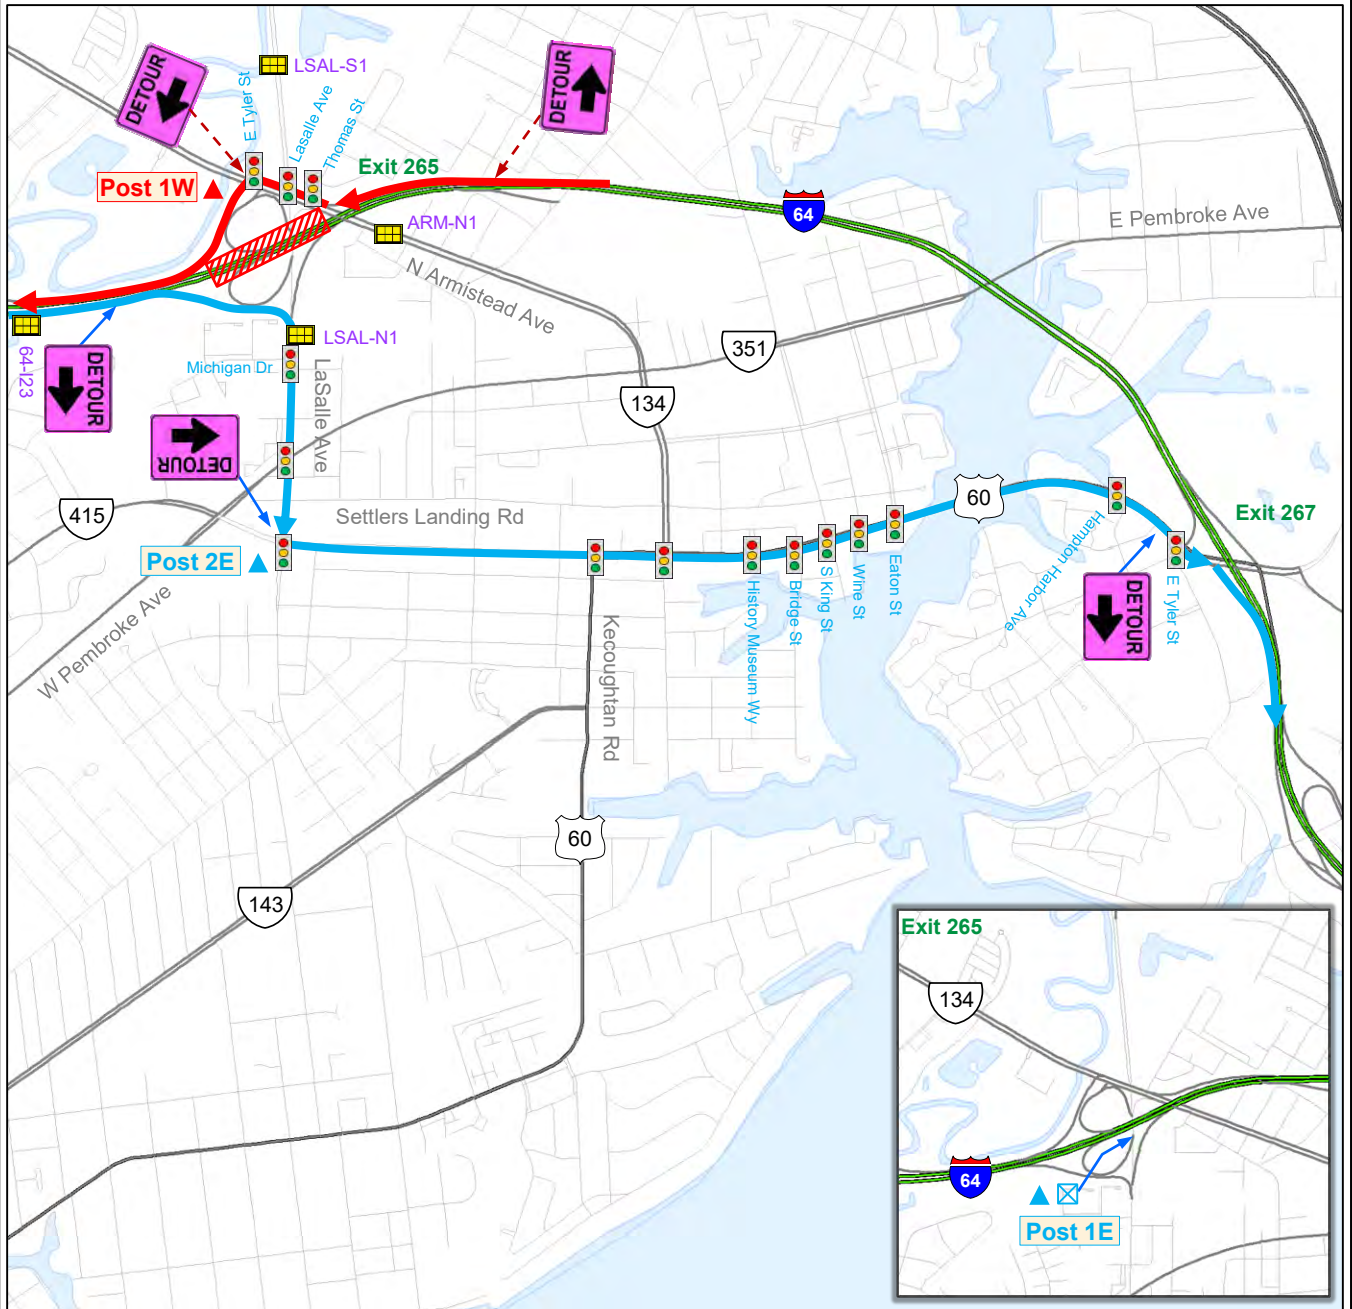 DETOUR
E Tyler St
LSAL-S1
Lasalle Ave
Thomas St
DETOUR
Exit 265
Post 1W
64
ARM-N1
E Pembroke Ave
N Armistead Ave
LSAL-N1
64-I23
DETOUR
Michigan Dr
LaSalle Ave
351
134
DETOUR
415
Settlers Landing Rd
60
Exit 267
Post 2E
Hampton Harbor Ave
E Tyler St
DETOUR
History Museum Wy
Bridge St
S King St
Wine St
Eaton St
W Pembroke Ave
Kecoughtan Rd
60
143
Exit 265
134
64
Post 1E